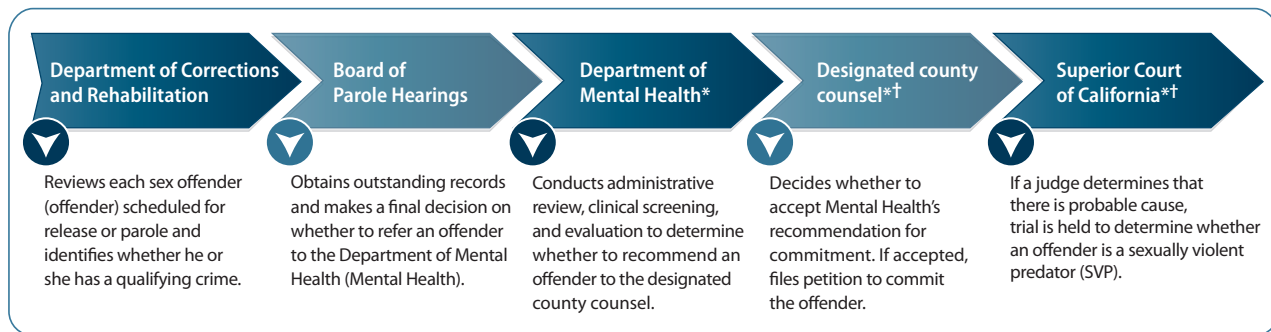 Department of Corrections
and Rehabilitation
Board of
Parole Hearings
Department of
Mental Health*
Designated county
counsel*†
Superior Court
of California*†
Reviews each sex offender
(offender) scheduled for
release or parole and
identifies whether he or
she has a qualifying crime.
Obtains outstanding records
and makes a final decision on
whether to refer an offender
to the Department of Mental
Health (Mental Health).
Conducts administrative
review, clinical screening,
and evaluation to determine
whether to recommend an
offender to the designated
county counsel.
Decides whether to
accept Mental Health’s
recommendation for
commitment. If accepted,
files petition to commit
the offender.
If a judge determines that
there is probable cause,
trial is held to determine whether
an offender is a sexually violent
predator (SVP).